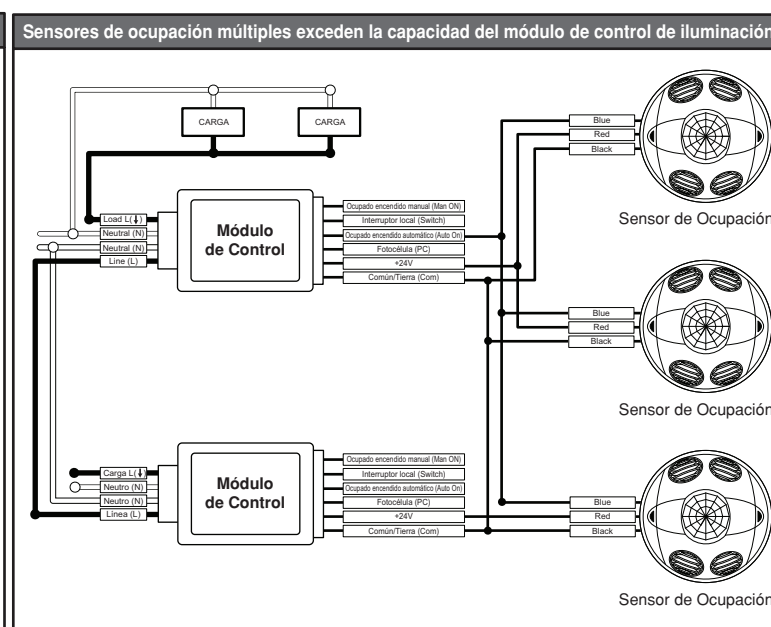 Sensores de ocupación múltiples exceden la capacidad del módulo de control de iluminación
CARGA
CARGA
Load L(↓)
Neutral (N)
Neutral (N)
Line (L)
Módulo
de Control
Ocupado encendido manual (Man ON)
Interruptor local (Switch)
Ocupado encendido automático (Auto On)
Fotocélula (PC)
+24V
Común/Tierra (Com)
Blue
Red
Black
Sensor de Ocupación
Blue
Red
Black
Sensor de Ocupación
Carga L(↓)
Neutro (N)
Neutro (N)
Línea (L)
Módulo
de Control
Ocupado encendido manual (Man ON)
Interruptor local (Switch)
Ocupado encendido automático (Auto On)
Fotocélula (PC)
+24V
Común/Tierra (Com)
Blue
Red
Black
Sensor de Ocupación